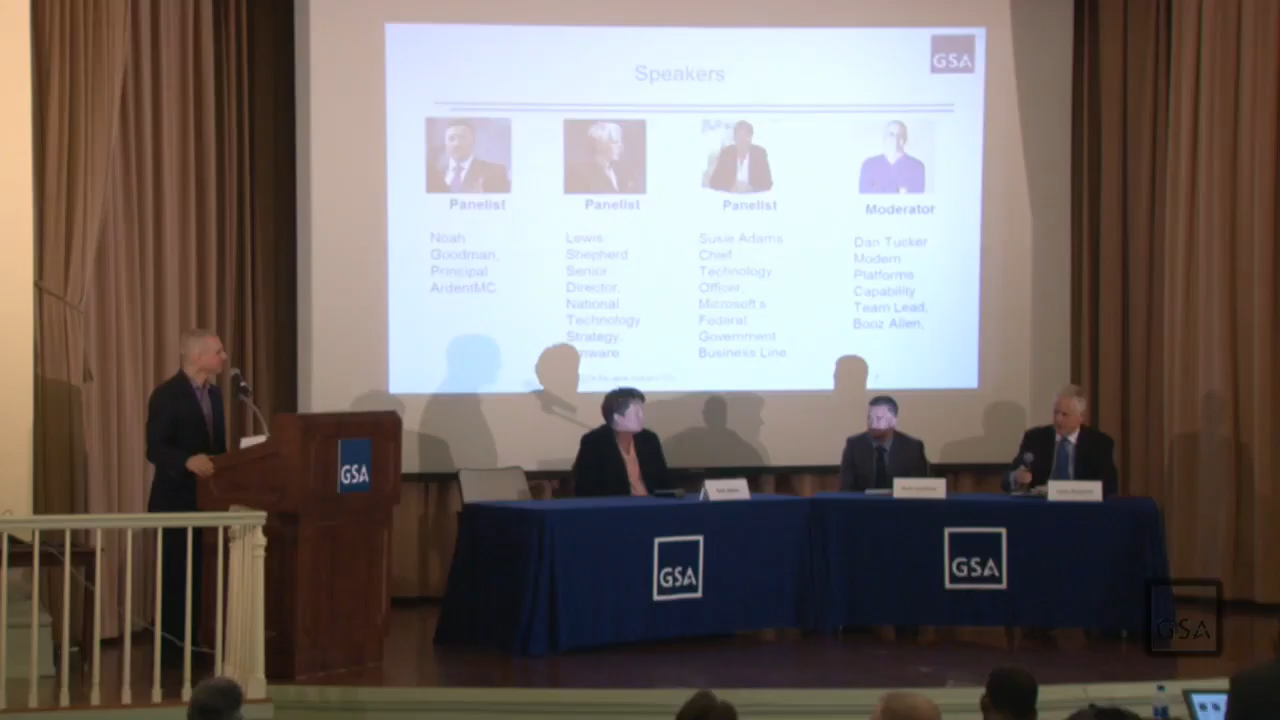 GSA
Speakers
Panelist
Panelist
Panelist
Moderator
Noah
Goodman,
Principal
ArdentMC
Lewis
Shepherd
Senior
Director,
National
Technology
Strategy,
mware
Susie Adams
Chief
Technology
Officer,
Microsoft's
Federal
Government
Business Line
Dan Tucker
Modern
Platforms
Capability
Team Lead,
Booz Allen,
GSA
GSA
GSA
GSA